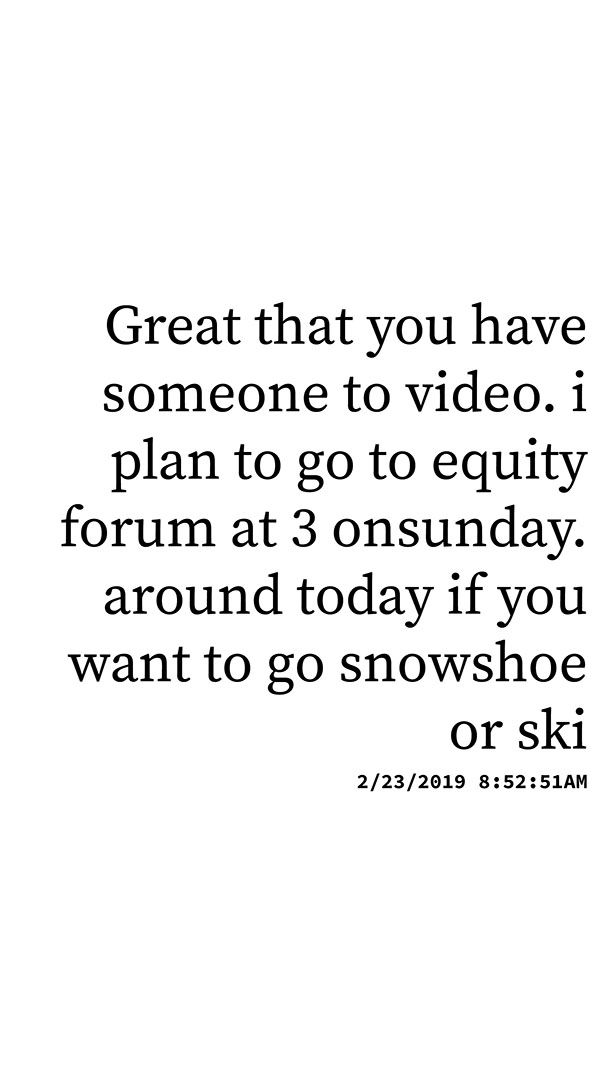 Great that you have
someone to video. i
plan to go to equity
forum at 3 onsunday.
around today if you
want to go snowshoe
or ski
2/23/2019 8:52:51AM